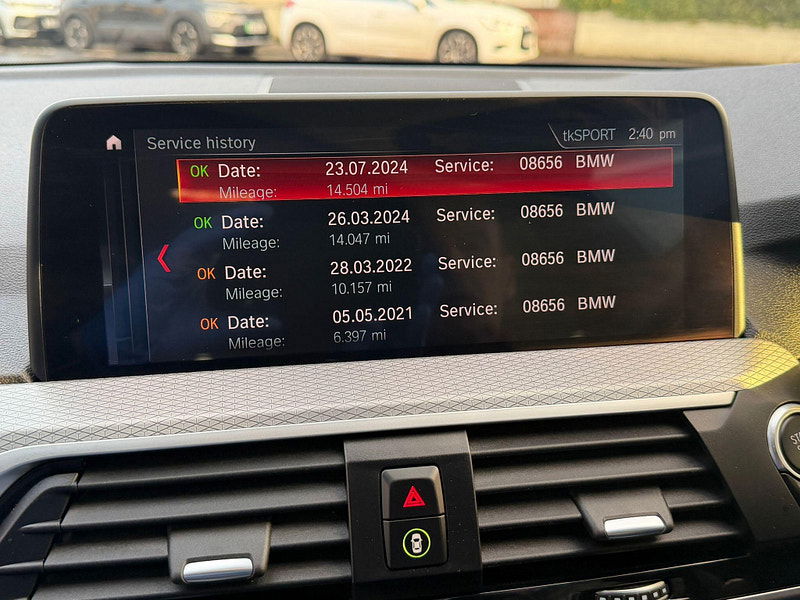 Service history tkSPORT 2:40 pm
OK Date: 23.07.2024 Service: 08656 BMW
Mileage: 14.504 mi
OK Date: 26.03.2024 Service: 08656 BMW
Mileage: 14.047 mi
OK Date: 28.03.2022 Service: 08656 BMW
Mileage: 10.157 mi
OK Date: 05.05.2021 Service: 08656 BMW
Mileage: 6.397 mi